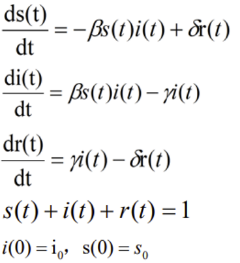 ds(t)/dt = −βs(t)i(t) + δr(t)
di(t)/dt = βs(t)i(t) − γi(t)
dr(t)/dt = γi(t) − δr(t)
s(t) + i(t) + r(t) = 1
i(0) = i₀, s(0) = s₀